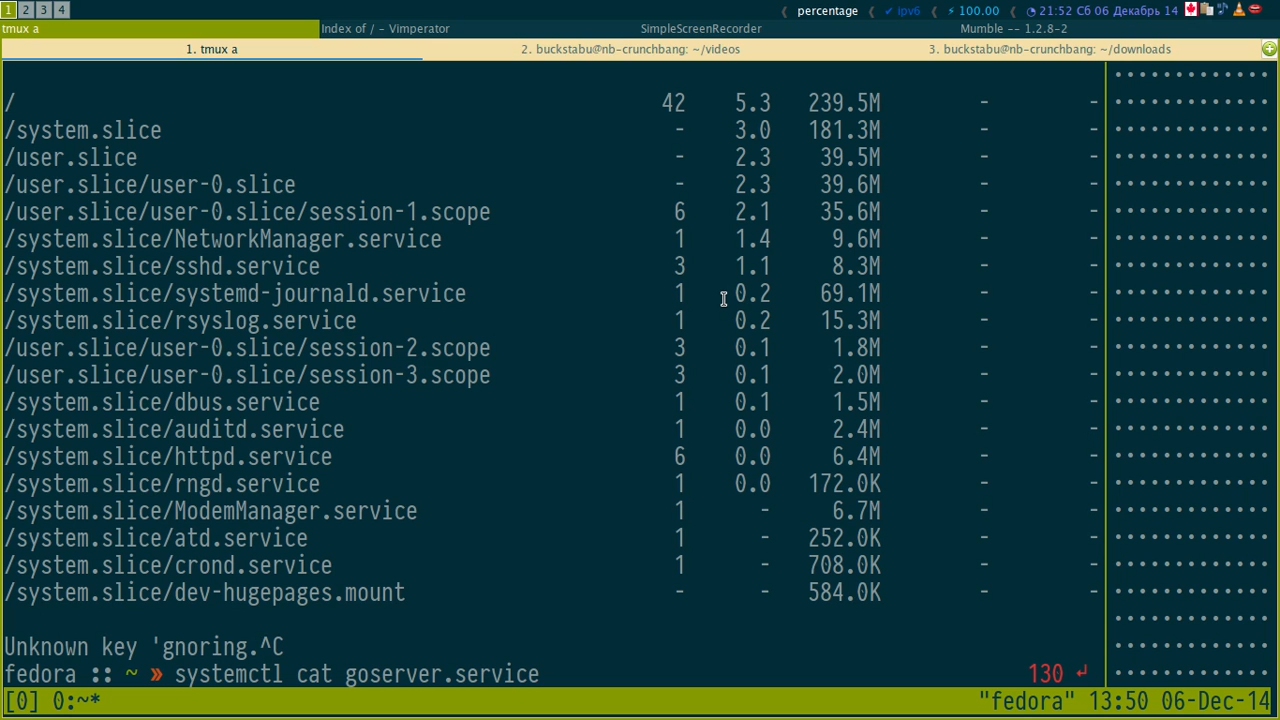 1 2 3 4 percentage ✔ ipv6 ⚡ 100.00 21:52 Сб 06 Декабрь 14
tmux a Index of / - Vimperator SimpleScreenRecorder Mumble -- 1.2.8-2
1. tmux a 2. buckstabu@nb-crunchbang: ~/videos 3. buckstabu@nb-crunchbang: ~/downloads
/ 42 5.3 239.5M - -
/system.slice - 3.0 181.3M - -
/user.slice - 2.3 39.5M - -
/user.slice/user-0.slice - 2.3 39.6M - -
/user.slice/user-0.slice/session-1.scope 6 2.1 35.6M - -
/system.slice/NetworkManager.service 1 1.4 9.6M - -
/system.slice/sshd.service 3 1.1 8.3M - -
/system.slice/systemd-journald.service 1 0.2 69.1M - -
/system.slice/rsyslog.service 1 0.2 15.3M - -
/user.slice/user-0.slice/session-2.scope 3 0.1 1.8M - -
/user.slice/user-0.slice/session-3.scope 3 0.1 2.0M - -
/system.slice/dbus.service 1 0.1 1.5M - -
/system.slice/auditd.service 1 0.0 2.4M - -
/system.slice/httpd.service 6 0.0 6.4M - -
/system.slice/rngd.service 1 0.0 172.0K - -
/system.slice/ModemManager.service 1 - 6.7M - -
/system.slice/atd.service 1 - 252.0K - -
/system.slice/crond.service 1 - 708.0K - -
/system.slice/dev-hugepages.mount - - 584.0K - -
Unknown key 'gnoring.^C
fedora :: ~ » systemctl cat goserver.service 130 ↵
[0] 0:~* "fedora" 13:50 06-Dec-14